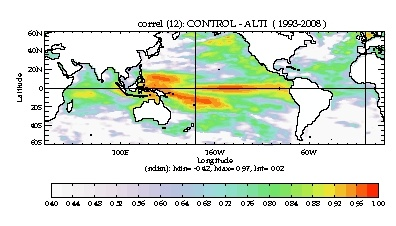 correl (12): CONTROL - ALTI ( 1993-2008 )
60N
40N
20N
0
20S
40S
60S
Latitude
100E 160W 60W
Longitude
(ndim): Min= -0.42, Max= 0.97, Int= 0.02
0.40 0.44 0.48 0.52 0.56 0.60 0.64 0.68 0.72 0.76 0.80 0.84 0.88 0.92 0.96 1.00